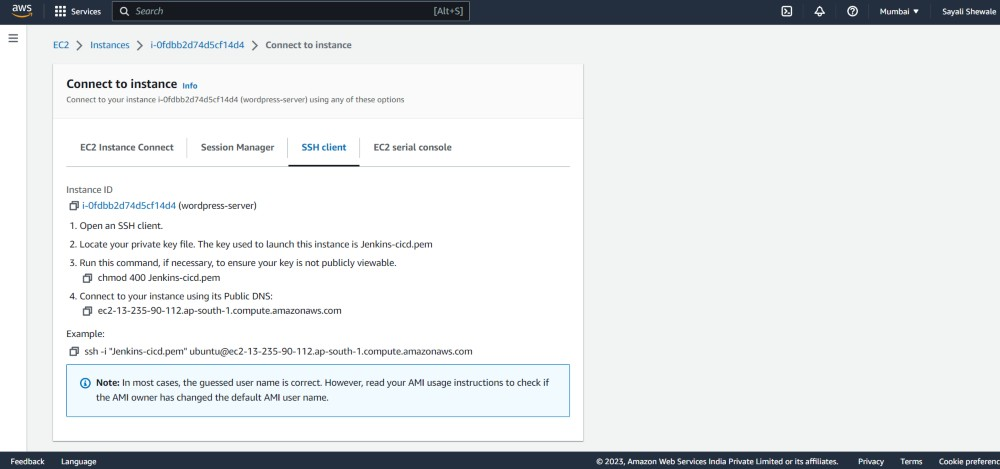 aws Services Search [Alt+S] Mumbai Sayali Shewale
EC2 Instances i-0fdbb2d74d5cf14d4 Connect to instance
Connect to instance Info
Connect to your instance i-0fdbb2d74d5cf14d4 (wordpress-server) using any of these options
EC2 Instance Connect Session Manager SSH client EC2 serial console
Instance ID
i-0fdbb2d74d5cf14d4 (wordpress-server)
1. Open an SSH client.
2. Locate your private key file. The key used to launch this instance is Jenkins-cicd.pem
3. Run this command, if necessary, to ensure your key is not publicly viewable.
chmod 400 Jenkins-cicd.pem
4. Connect to your instance using its Public DNS:
ec2-13-235-90-112.ap-south-1.compute.amazonaws.com
Example:
ssh -i "Jenkins-cicd.pem" ubuntu@ec2-13-235-90-112.ap-south-1.compute.amazonaws.com
Note: In most cases, the guessed user name is correct. However, read your AMI usage instructions to check if
the AMI owner has changed the default AMI user name.
Feedback Language © 2023, Amazon Web Services India Private Limited or its affiliates. Privacy Terms Cookie preferenc